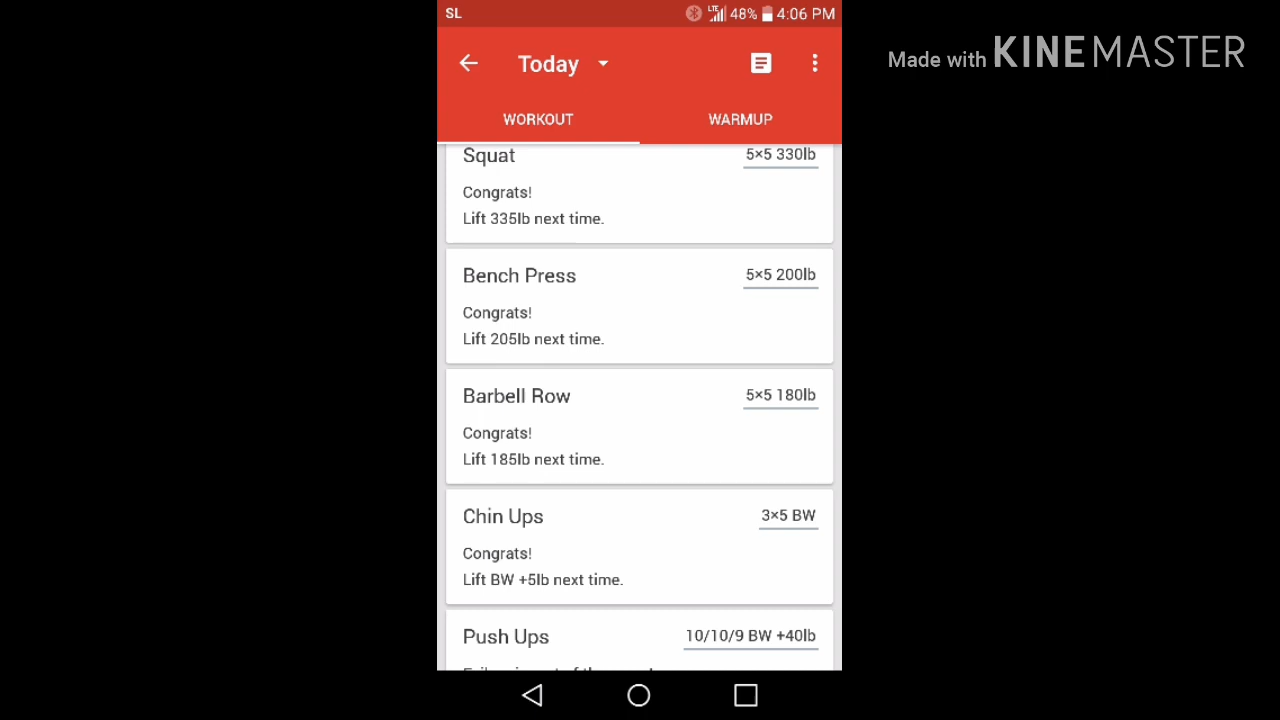 SL LTE 48% 4:06 PM
Made with KINEMASTER
Today
WORKOUT WARMUP
Squat 5×5 330lb
Congrats!
Lift 335lb next time.
Bench Press 5×5 200lb
Congrats!
Lift 205lb next time.
Barbell Row 5×5 180lb
Congrats!
Lift 185lb next time.
Chin Ups 3×5 BW
Congrats!
Lift BW +5lb next time.
Push Ups 10/10/9 BW +40lb